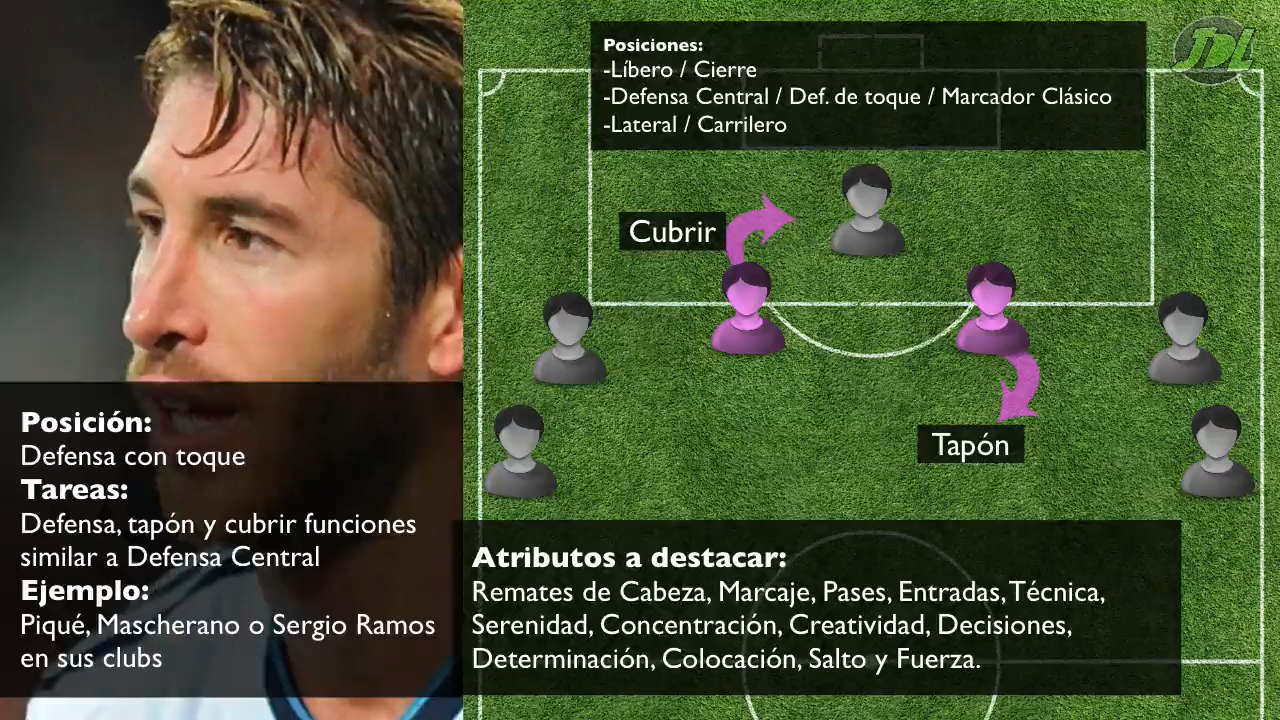 Posiciones:
-Líbero / Cierre
-Defensa Central / Def. de toque / Marcador Clásico
-Lateral / Carrilero
JDL
Cubrir
Tapón
Posición:
Defensa con toque
Tareas:
Defensa, tapón y cubrir funciones
similar a Defensa Central
Ejemplo:
Piqué, Mascherano o Sergio Ramos
en sus clubs
Atributos a destacar:
Remates de Cabeza, Marcaje, Pases, Entradas, Técnica,
Serenidad, Concentración, Creatividad, Decisiones,
Determinación, Colocación, Salto y Fuerza.